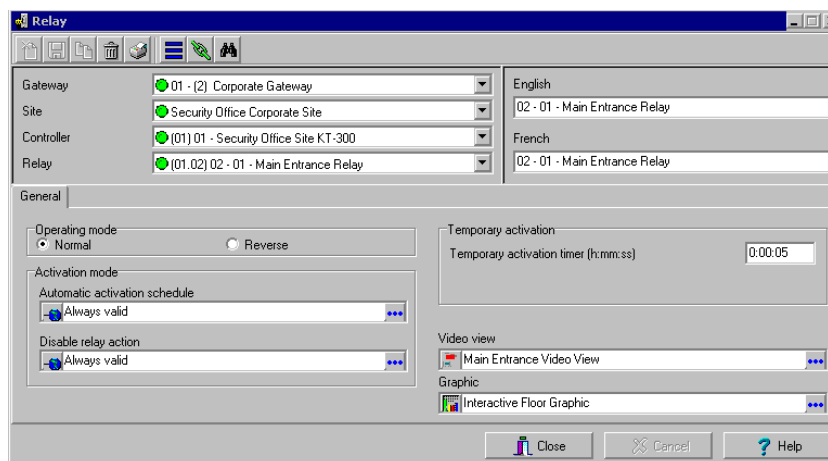 Relay
Gateway
01 - (2) Corporate Gateway
Site
Security Office Corporate Site
Controller
(01) 01 - Security Office Site KT-300
Relay
(01.02) 02 - 01 - Main Entrance Relay
English
02 - 01 - Main Entrance Relay
French
02 - 01 - Main Entrance Relay
General
Operating mode
Normal
Reverse
Activation mode
Automatic activation schedule
Always valid
Disable relay action
Always valid
Temporary activation
Temporary activation timer (h:mm:ss)
0:00:05
Video view
Main Entrance Video View
Graphic
Interactive Floor Graphic
Close
Cancel
Help